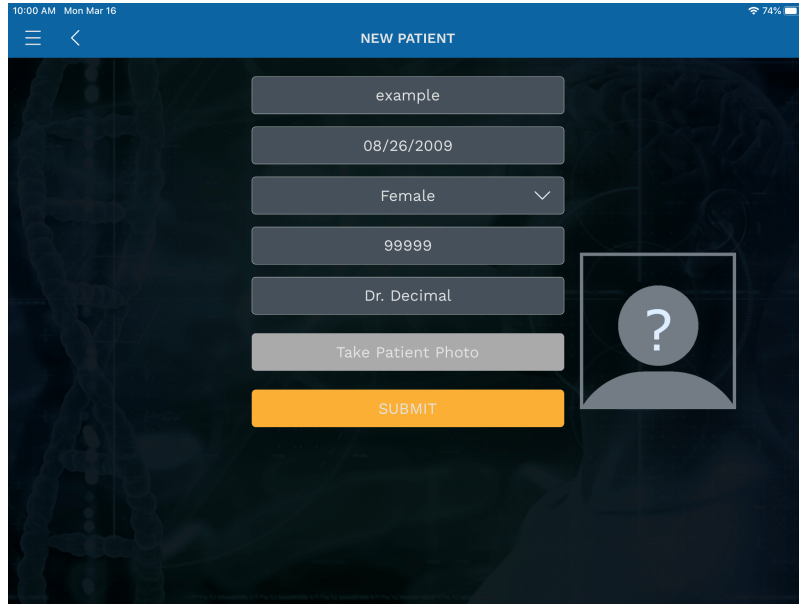 10:00 AM Mon Mar 16
74%
NEW PATIENT
example
08/26/2009
Female
99999
Dr. Decimal
?
Take Patient Photo
SUBMIT